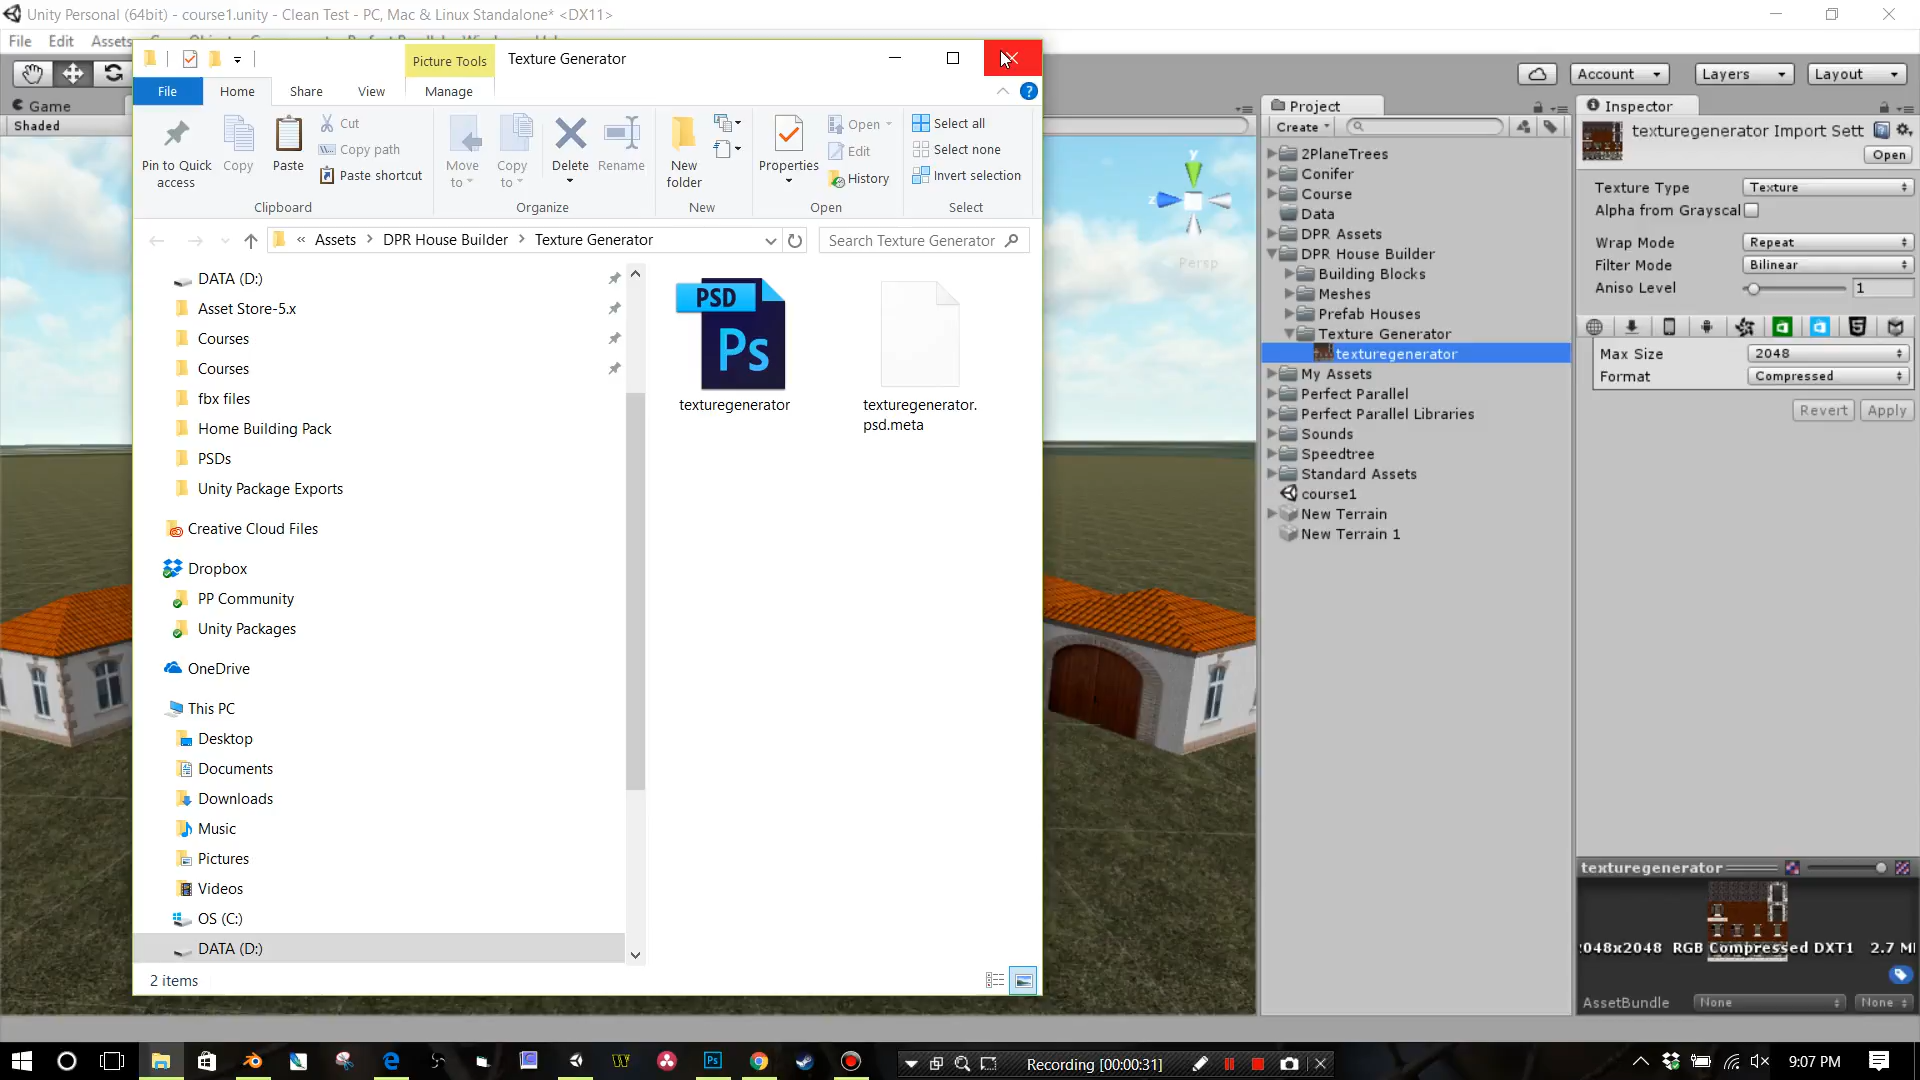 Unity Personal (64bit) - course1.unity - Clean Test - PC, Mac & Linux Standalone* <DX11>
File Edit Assets
Account Layers Layout
Game
Shaded
Picture Tools Texture Generator
File Home Share View Manage
Pin to Quick access
Copy
Paste
Cut
Copy path
Paste shortcut
Clipboard
Move to
Copy to
Delete
Rename
Organize
New folder
New
Properties
Open
Edit
History
Open
Select all
Select none
Invert selection
Select
« Assets > DPR House Builder > Texture Generator
Search Texture Generator
DATA (D:)
Asset Store-5.x
Courses
Courses
fbx files
Home Building Pack
PSDs
Unity Package Exports
Creative Cloud Files
Dropbox
PP Community
Unity Packages
OneDrive
This PC
Desktop
Documents
Downloads
Music
Pictures
Videos
OS (C:)
DATA (D:)
2 items
PSD
Ps
texturegenerator
texturegenerator.
psd.meta
Y
Z
Persp
Project
Create
2PlaneTrees
Conifer
Course
Data
DPR Assets
DPR House Builder
Building Blocks
Meshes
Prefab Houses
Texture Generator
texturegenerator
My Assets
Perfect Parallel
Perfect Parallel Libraries
Sounds
Speedtree
Standard Assets
course1
New Terrain
New Terrain 1
Inspector
texturegenerator Import Sett
Open
Texture Type Texture
Alpha from Grayscal
Wrap Mode Repeat
Filter Mode Bilinear
Aniso Level 1
Max Size 2048
Format Compressed
Revert Apply
texturegenerator
2048x2048 RGB Compressed DXT1 2.7 M
AssetBundle None None
Recording [00:00:31]
9:07 PM